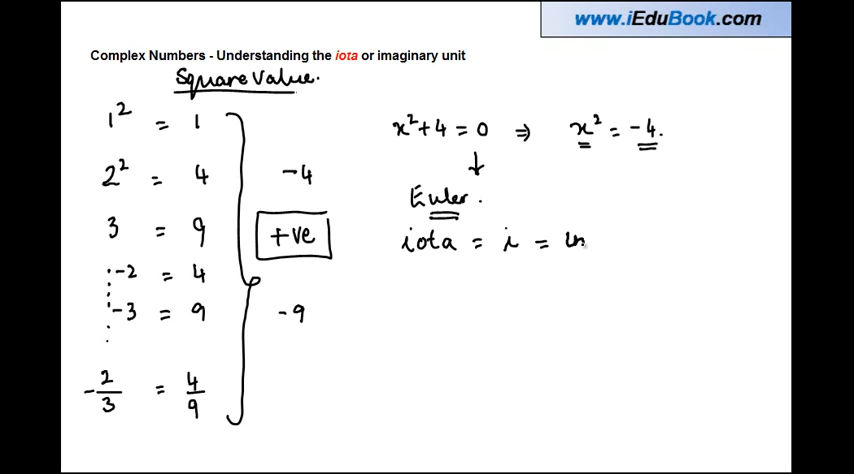 www.iEduBook.com
Complex Numbers - Understanding the iota or imaginary unit
Square Value.
1² = 1
2² = 4
-4
3 = 9
+ve
-2 = 4
-3 = 9
-9
-2/3 = 4/9
x² + 4 = 0 ⇒ x² = -4.
↓
Euler.
iota = i = im